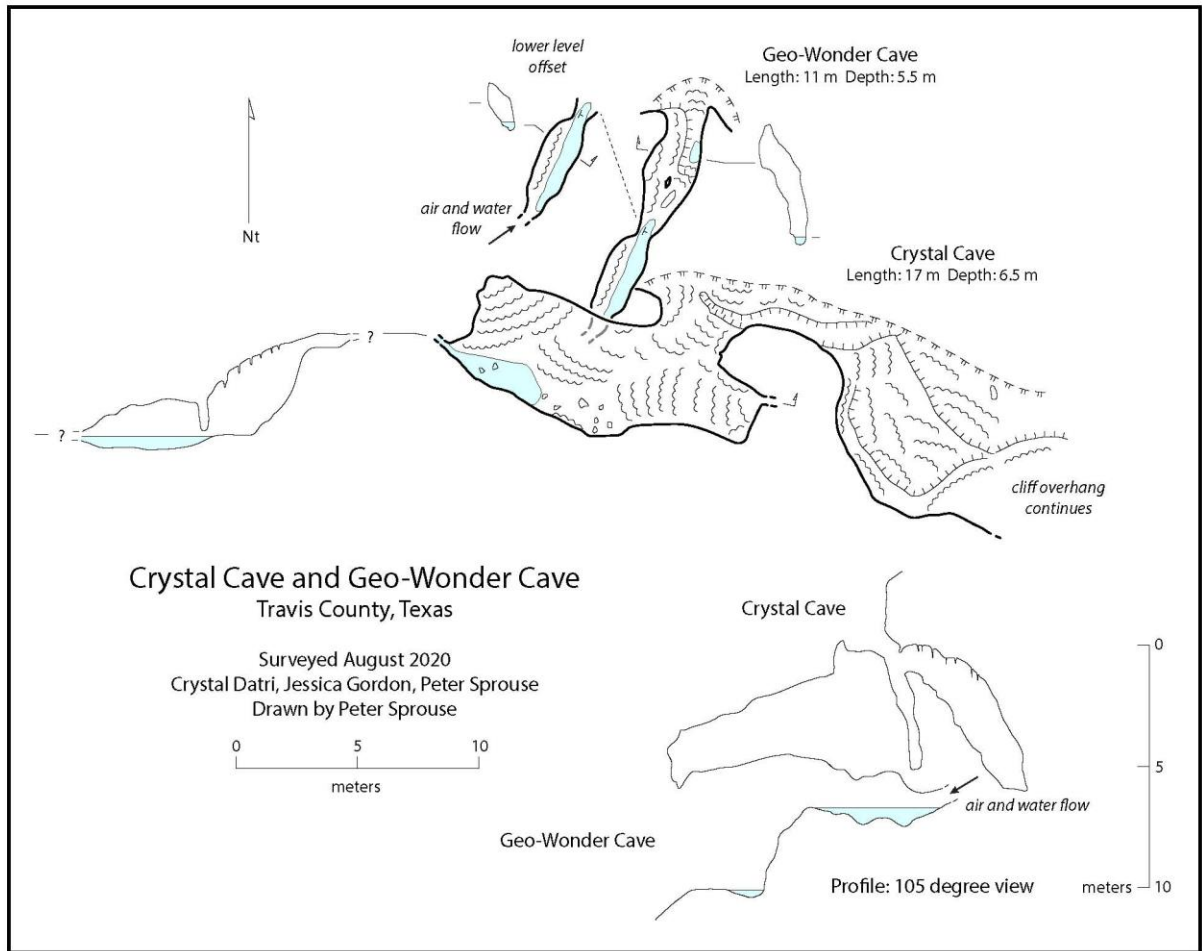 lower level
offset
Geo-Wonder Cave
Length: 11 m Depth: 5.5 m
air and water
flow
Nt
Crystal Cave
Length: 17 m Depth: 6.5 m
?
?
cliff overhang
continues
Crystal Cave and Geo-Wonder Cave
Travis County, Texas
Surveyed August 2020
Crystal Datri, Jessica Gordon, Peter Sprouse
Drawn by Peter Sprouse
0 5 10
meters
Crystal Cave
0
5
air and water flow
Geo-Wonder Cave
Profile: 105 degree view
meters 10